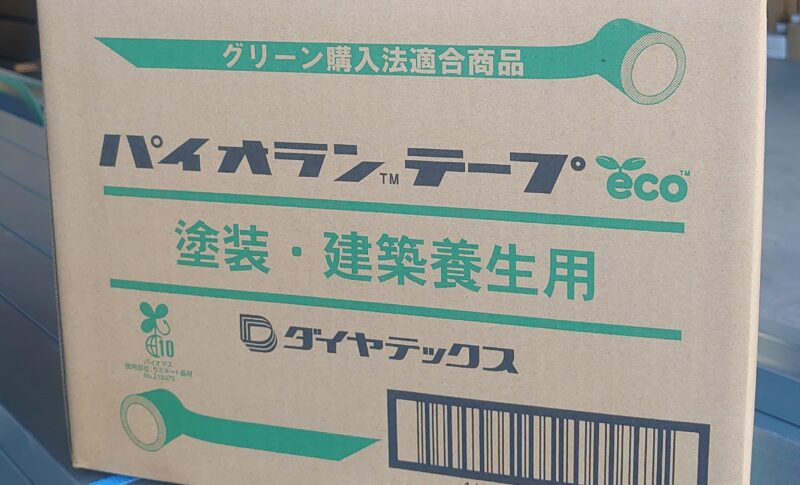 グリーン購入法適合商品
パイオラン™テープ eco™
塗装・建築養生用
10
バイオマス
使用部位:ラミネート基材
No.210070
ダイヤテックス